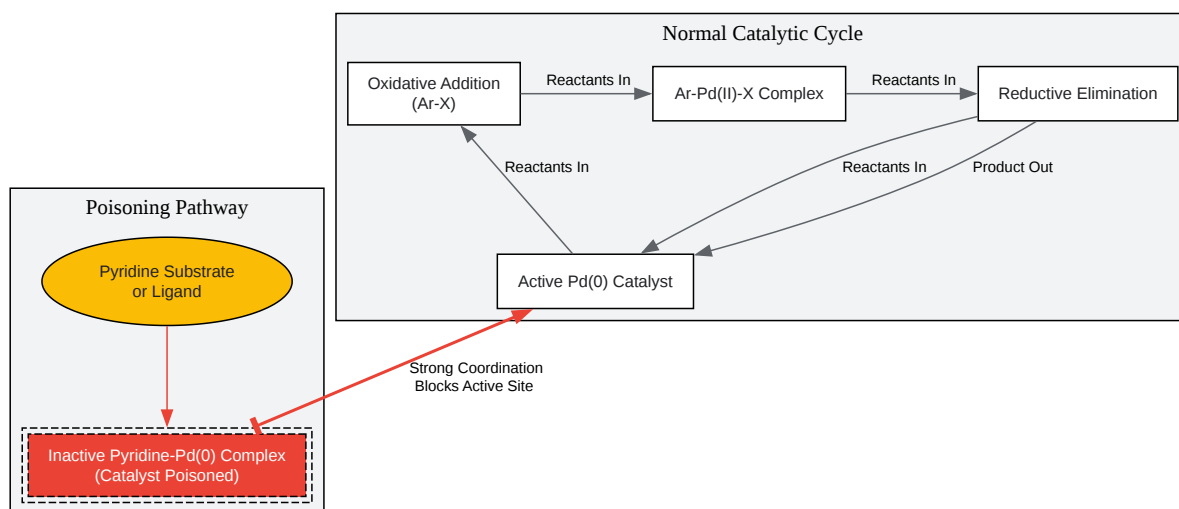 Normal Catalytic Cycle
Oxidative Addition
(Ar-X)
Reactants In
Ar-Pd(II)-X Complex
Reactants In
Reductive Elimination
Reactants In
Reactants In
Product Out
Active Pd(0) Catalyst
Poisoning Pathway
Pyridine Substrate
or Ligand
Strong Coordination
Blocks Active Site
Inactive Pyridine-Pd(0) Complex
(Catalyst Poisoned)